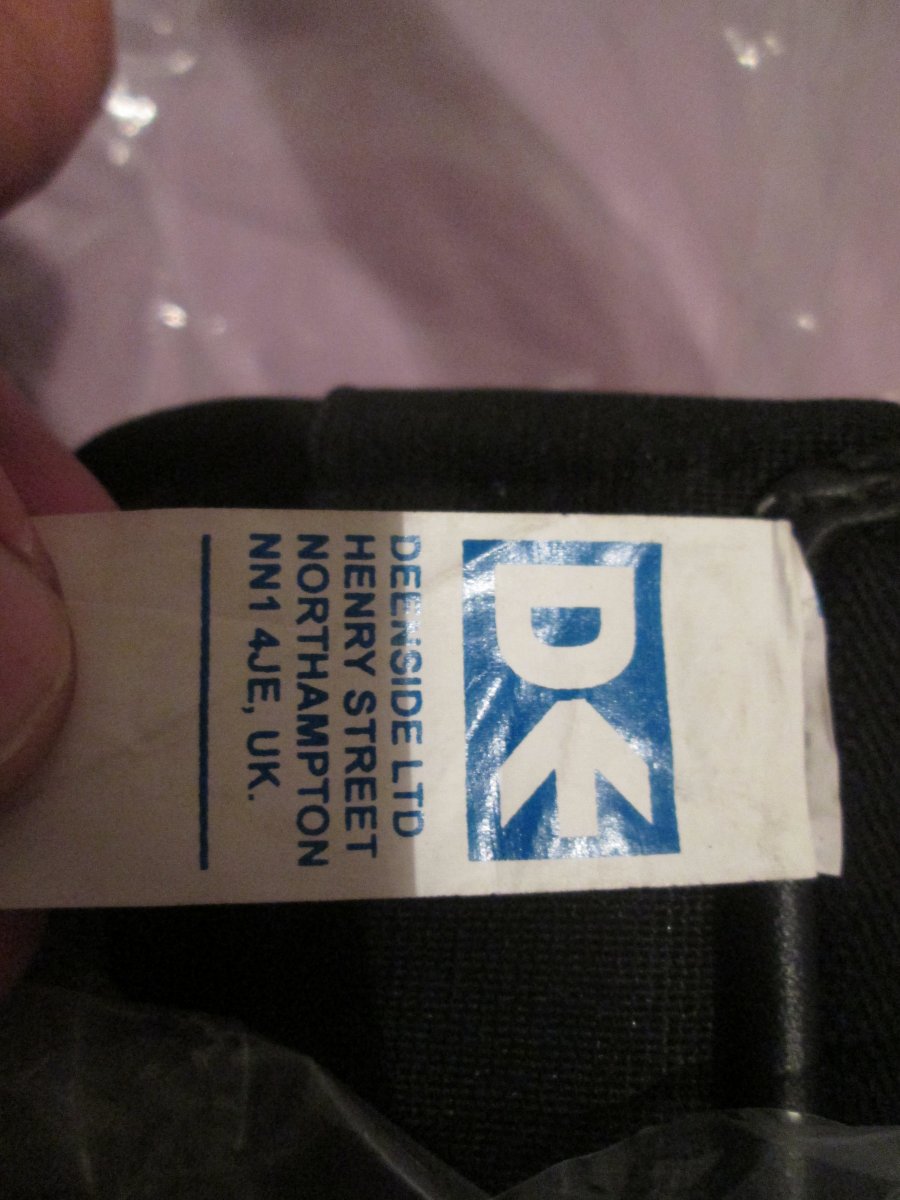 D
DEENSIDE LTD
HENRY STREET
NORTHAMPTON
NN1 4JE, UK.